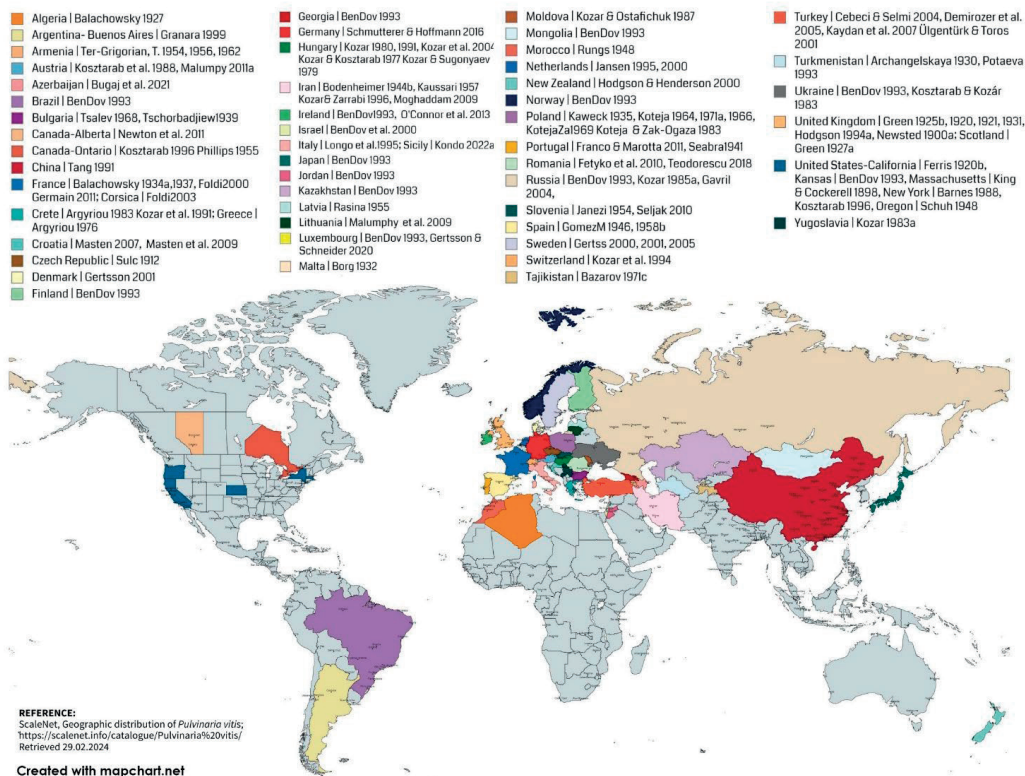 Algeria | Balachowsky 1927
Argentina- Buenos Aires | Granara 1999
Armenia | Ter-Grigorian, T. 1954, 1956, 1962
Austria | Kosztarab et al. 1988, Malumpy 2011a
Azerbaijan | Bugaj et al. 2021
Brazil | BenDov 1993
Bulgaria | Tsalev 1968, Tschorbadjiew1939
Canada-Alberta | Newton et al. 2011
Canada-Ontario | Kosztarab 1996 Phillips 1955
China | Tang 1991
France | Balachowsky 1934a,1937, Foldi2000
Germain 2011; Corsica | Foldi2003
Crete | Argyriou 1983 Kozar et al. 1991; Greece |
Argyriou 1976
Croatia | Masten 2007, Masten et al. 2009
Czech Republic | Sulc 1912
Denmark | Gertsson 2001
Finland | BenDov 1993
Georgia | BenDov 1993
Germany | Schmutterer & Hoffmann 2016
Hungary | Kozar 1980, 1991, Kozar et al. 2004
Kozar & Kosztarab 1977 Kozar & Sugonyaev
1979
Iran | Bodenheimer 1944b, Kaussari 1957
Kozar& Zarrabi 1996, Moghaddam 2009
Ireland | BenDov1993, O'Connor et al. 2013
Israel | BenDov et al. 2000
Italy | Longo et al.1995; Sicily | Kondo 2022a
Japan | BenDov 1993
Jordan | BenDov 1993
Kazakhstan | BenDov 1993
Latvia | Rasina 1955
Lithuania | Malumphy et al. 2009
Luxembourg | BenDov 1993, Gertsson &
Schneider 2020
Malta | Borg 1932
Moldova | Kozar & Ostafichuk 1987
Mongolia | BenDov 1993
Morocco | Rungs 1948
Netherlands | Jansen 1995, 2000
New Zealand | Hodgson & Henderson 2000
Norway | BenDov 1993
Poland | Kaweck 1935, Koteja 1964, 1971a, 1966,
KotejaZal1969 Koteja & Zak-Ogaza 1983
Portugal | Franco & Marotta 2011, Seabra1941
Romania | Fetyko et al. 2010, Teodorescu 2018
Russia | BenDov 1993, Kozar 1985a, Gavril
2004,
Slovenia | Janezi 1954, Seljak 2010
Spain | GomezM 1946, 1958b
Sweden | Gertss 2000, 2001, 2005
Switzerland | Kozar et al. 1994
Tajikistan | Bazarov 1971c
Turkey | Cebeci & Selmi 2004, Demirozer et al.
2005, Kaydan et al. 2007 Ülgentürk & Toros
2001
Turkmenistan | Archangelskaya 1930, Potaeva
1993
Ukraine | BenDov 1993, Kosztarab & Kozár
1983
United Kingdom | Green 1925b, 1920, 1921, 1931,
Hodgson 1994a, Newsted 1900a; Scotland |
Green 1927a
United States-California | Ferris 1920b,
Kansas | BenDov 1993, Massachusetts | King
& Cockerell 1898, New York | Barnes 1988,
Kosztarab 1996, Oregon | Schuh 1948
Yugoslavia | Kozar 1983a
REFERENCE:
ScaleNet, Geographic distribution of Pulvinaria vitis;
https://scalenet.info/catalogue/Pulvinaria%20vitis/
Retrieved 29.02.2024
Created with mapchart.net